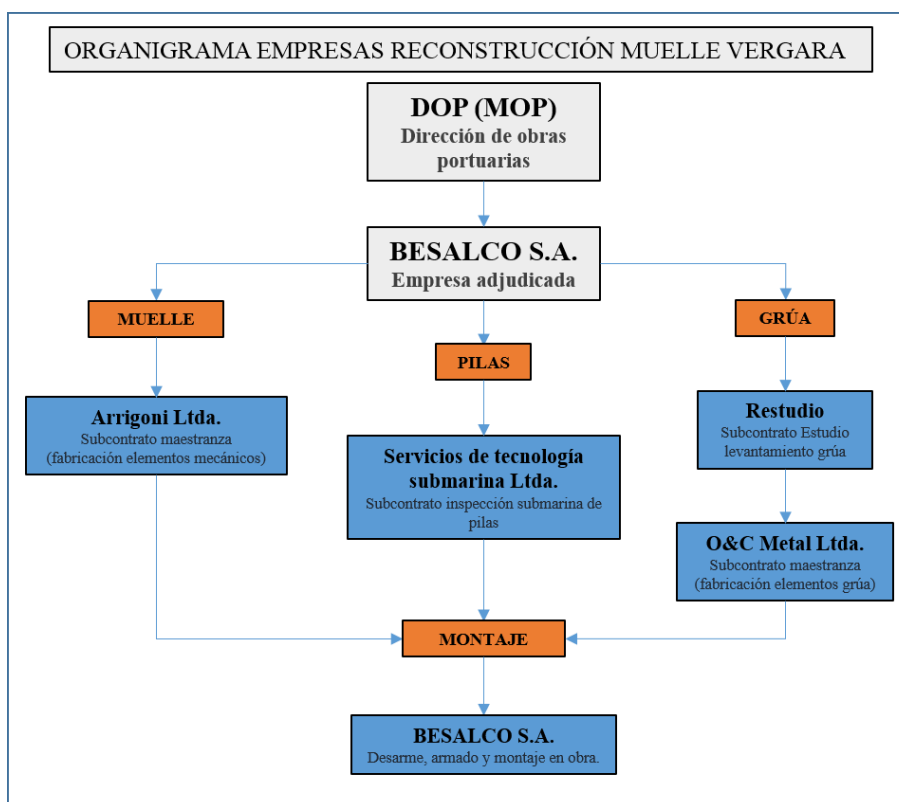 ORGANIGRAMA EMPRESAS RECONSTRUCCIÓN MUELLE VERGARA
DOP (MOP)
Dirección de obras
portuarias
BESALCO S.A.
Empresa adjudicada
MUELLE
PILAS
GRÚA
Arrigoni Ltda.
Subcontrato maestranza
(fabricación elementos mecánicos)
Servicios de tecnología
submarina Ltda.
Subcontrato inspección submarina de
pilas
Restudio
Subcontrato Estudio
levantamiento grúa
O&C Metal Ltda.
Subcontrato maestranza
(fabricación elementos grúa)
MONTAJE
BESALCO S.A.
Desarme, armado y montaje en obra.